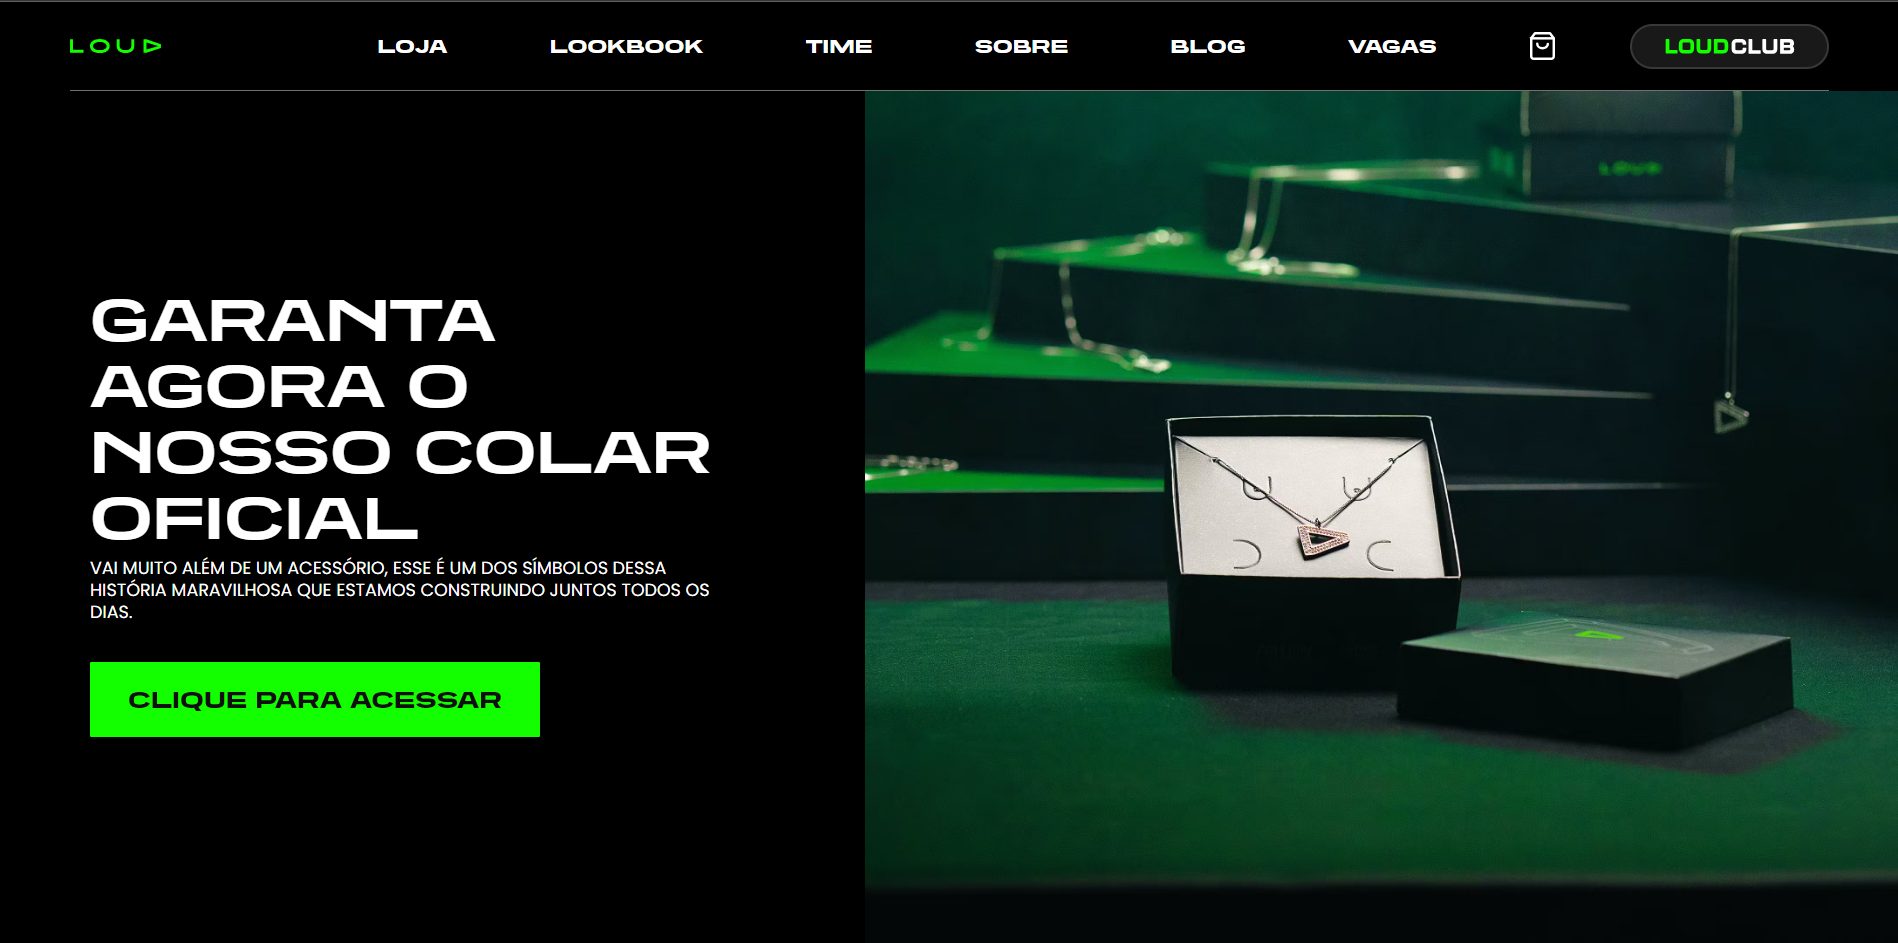 LOUD
LOJA
LOOKBOOK
TIME
SOBRE
BLOG
VAGAS
LOUDCLUB
LOUD
GARANTA
AGORA O
NOSSO COLAR
OFICIAL
VAI MUITO ALÉM DE UM ACESSÓRIO, ESSE É UM DOS SÍMBOLOS DESSA
HISTÓRIA MARAVILHOSA QUE ESTAMOS CONSTRUINDO JUNTOS TODOS OS
DIAS.
CLIQUE PARA ACESSAR